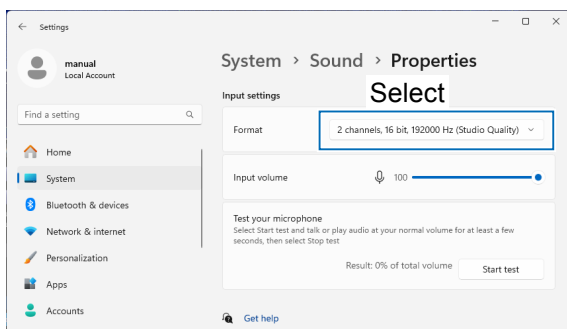 Settings
manual
Local Account
Find a setting
Home
System
Bluetooth & devices
Network & internet
Personalization
Apps
Accounts
System > Sound > Properties
Input settings
Select
Format
2 channels, 16 bit, 192000 Hz (Studio Quality)
Input volume
100
Test your microphone
Select Start test and talk or play audio at your normal volume for at least a few
seconds, then select Stop test
Result: 0% of total volume
Start test
Get help